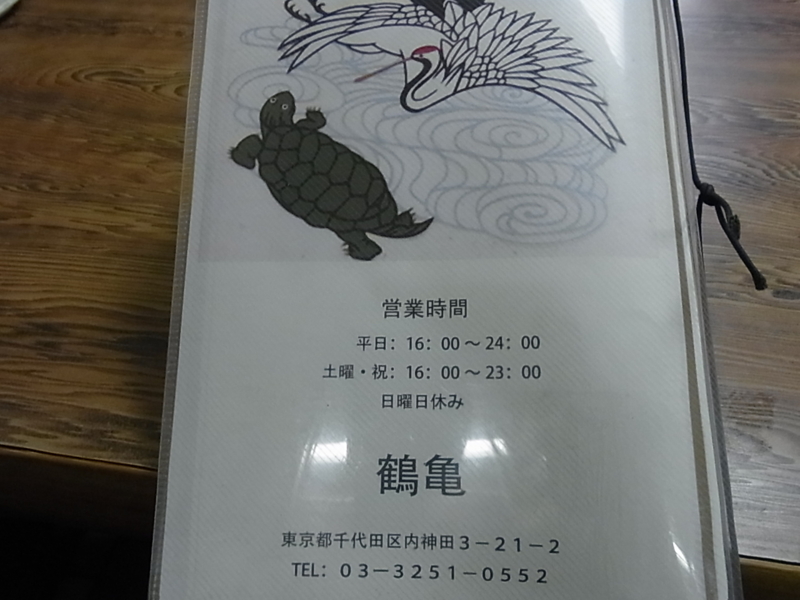 営業時間
平日：16：00～24：00
土曜・祝：16：00～23：00
日曜日休み
鶴亀
東京都千代田区内神田３－２１－２
TEL：０３－３２５１－０５５２